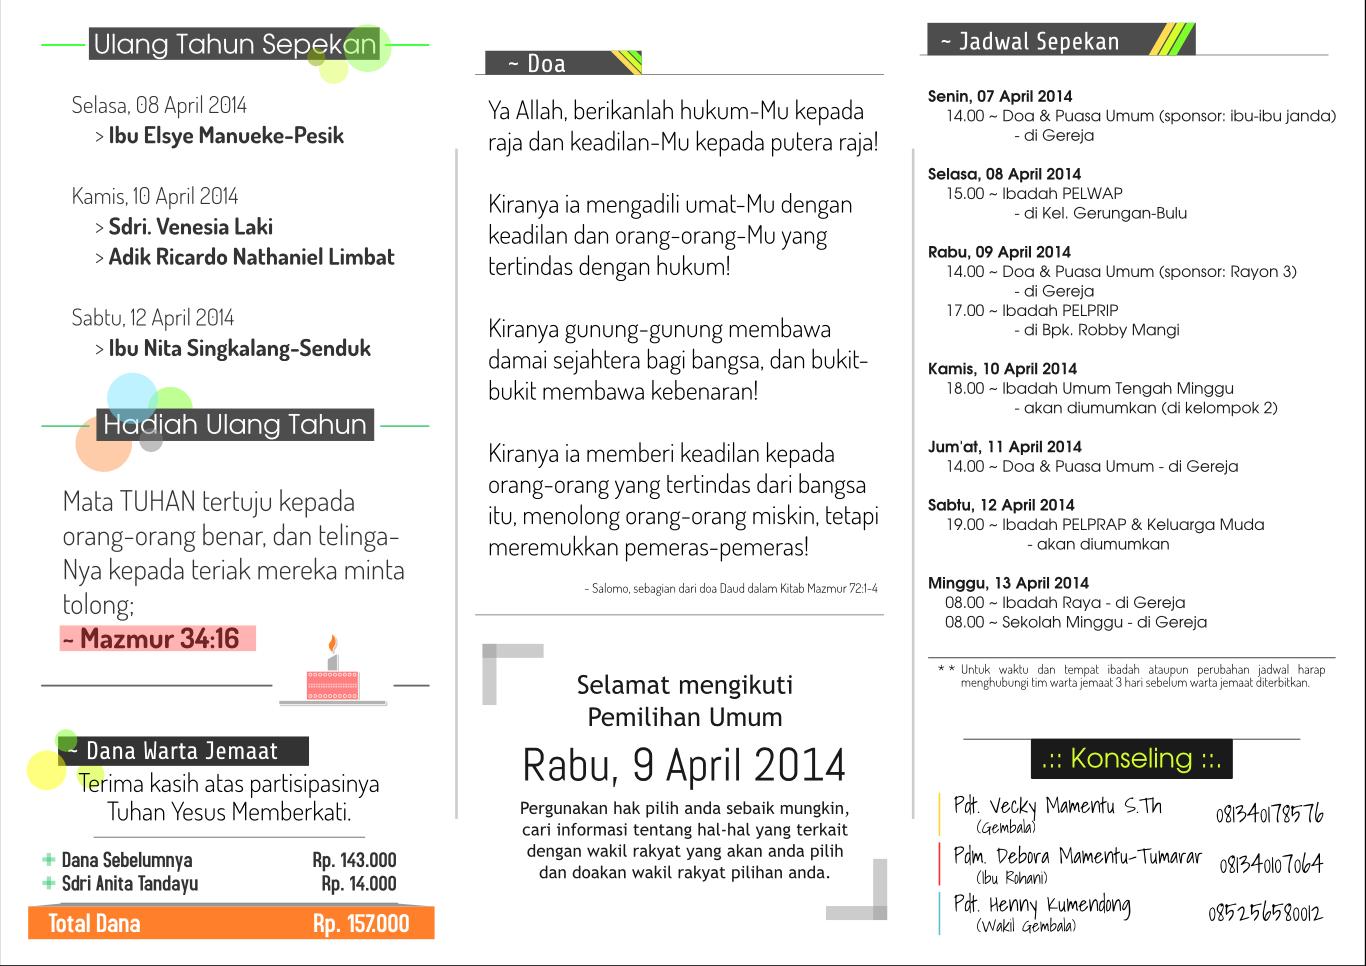 Ulang Tahun Sepekan
Selasa, 08 April 2014
> Ibu Elsye Manueke-Pesik
Kamis, 10 April 2014
> Sdri. Venesia Laki
> Adik Ricardo Nathaniel Limbat
Sabtu, 12 April 2014
> Ibu Nita Singkalang-Senduk
Hadiah Ulang Tahun
Mata TUHAN tertuju kepada
orang-orang benar, dan telinga-
Nya kepada teriak mereka minta
tolong;
~ Mazmur 34:16
~ Dana Warta Jemaat
Terima kasih atas partisipasinya
Tuhan Yesus Memberkati.
Dana Sebelumnya Rp. 143.000
Sdri Anita Tandayu Rp. 14.000
Total Dana Rp. 157.000
~ Doa
Ya Allah, berikanlah hukum-Mu kepada
raja dan keadilan-Mu kepada putera raja!
Kiranya ia mengadili umat-Mu dengan
keadilan dan orang-orang-Mu yang
tertindas dengan hukum!
Kiranya gunung-gunung membawa
damai sejahtera bagi bangsa, dan bukit-
bukit membawa kebenaran!
Kiranya ia memberi keadilan kepada
orang-orang yang tertindas dari bangsa
itu, menolong orang-orang miskin, tetapi
meremukkan pemeras-pemeras!
~ Salomo, sebagian dari doa Daud dalam Kitab Mazmur 72:1-4
Selamat mengikuti
Pemilihan Umum
Rabu, 9 April 2014
Pergunakan hak pilih anda sebaik mungkin,
cari informasi tentang hal-hal yang terkait
dengan wakil rakyat yang akan anda pilih
dan doakan wakil rakyat pilihan anda.
~ Jadwal Sepekan
Senin, 07 April 2014
14.00 ~ Doa & Puasa Umum (sponsor: ibu-ibu janda)
- di Gereja
Selasa, 08 April 2014
15.00 ~ Ibadah PELWAP
- di Kel. Gerungan-Bulu
Rabu, 09 April 2014
14.00 ~ Doa & Puasa Umum (sponsor: Rayon 3)
- di Gereja
17.00 ~ Ibadah PELPRIP
- di Bpk. Robby Mangi
Kamis, 10 April 2014
18.00 ~ Ibadah Umum Tengah Minggu
- akan diumumkan (di kelompok 2)
Jum'at, 11 April 2014
14.00 ~ Doa & Puasa Umum - di Gereja
Sabtu, 12 April 2014
19.00 ~ Ibadah PELPRAP & Keluarga Muda
- akan diumumkan
Minggu, 13 April 2014
08.00 ~ Ibadah Raya - di Gereja
08.00 ~ Sekolah Minggu - di Gereja
** Untuk waktu dan tempat ibadah ataupun perubahan jadwal harap
menghubungi tim warta jemaat 3 hari sebelum warta jemaat diterbitkan.
.:: Konseling ::.
Pdt. Vecky Mamentu S.Th 081340178576
(Gembala)
Pdm. Debora Mamentu-Tumarar 081340107064
(Ibu Rohani)
Pdt. Henny Kumendong 085256580012
(Wakil Gembala)